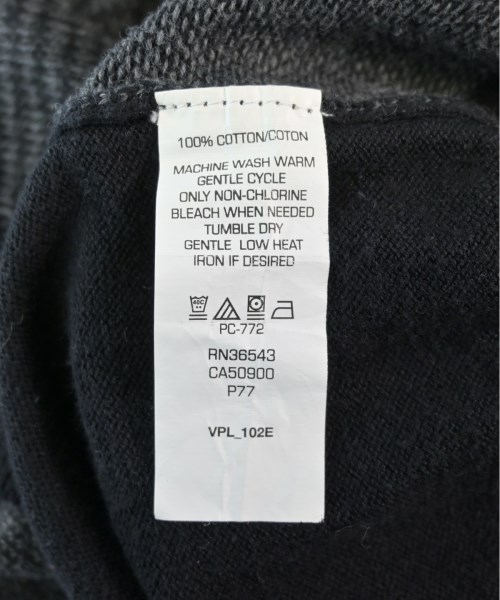 100% COTTON/COTON
MACHINE WASH WARM
GENTLE CYCLE
ONLY NON-CHLORINE
BLEACH WHEN NEEDED
TUMBLE DRY
GENTLE LOW HEAT
IRON IF DESIRED
40C
PC-772
RN36543
CA50900
P77
VPL_102E